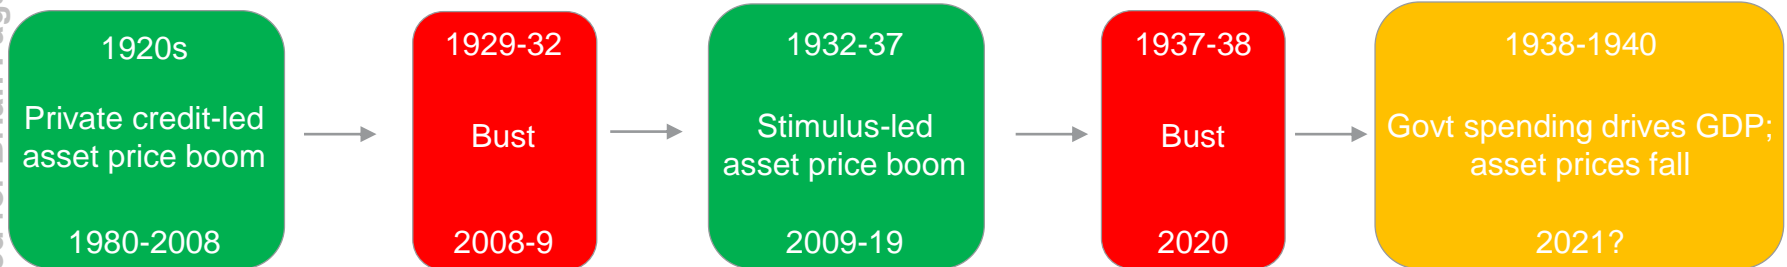 1920s
Private credit-led
asset price boom
1980-2008
1929-32
Bust
2008-9
1932-37
Stimulus-led
asset price boom
2009-19
1937-38
Bust
2020
1938-1940
Govt spending drives GDP;
asset prices fall
2021?